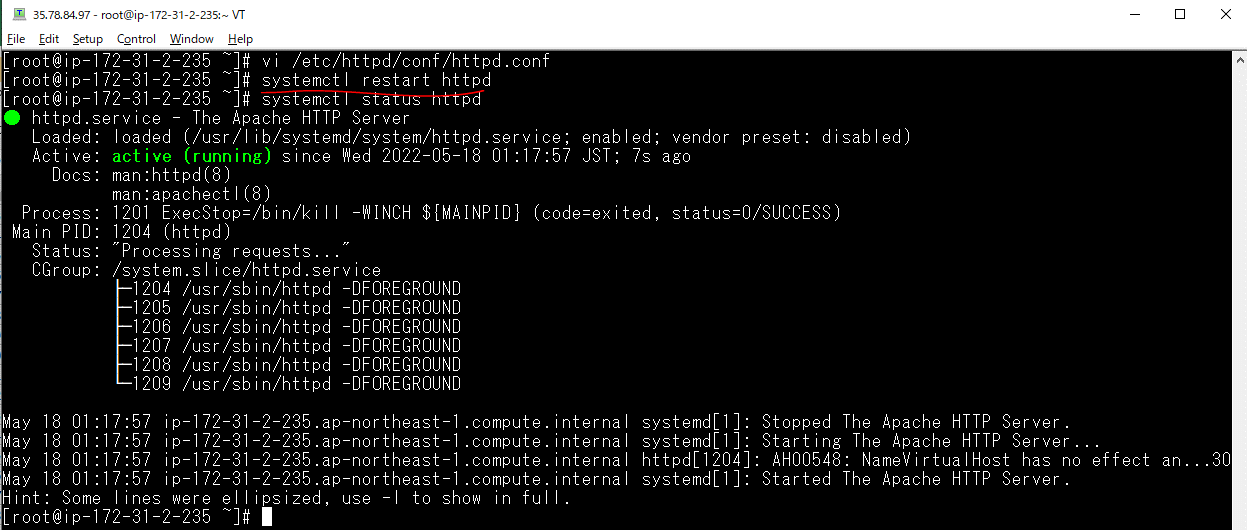 35.78.84.97 - root@ip-172-31-2-235:~ VT
File Edit Setup Control Window Help
[root@ip-172-31-2-235 ~]# vi /etc/httpd/conf/httpd.conf
[root@ip-172-31-2-235 ~]# systemctl restart httpd
[root@ip-172-31-2-235 ~]# systemctl status httpd
● httpd.service - The Apache HTTP Server
Loaded: loaded (/usr/lib/systemd/system/httpd.service; enabled; vendor preset: disabled)
Active: active (running) since Wed 2022-05-18 01:17:57 JST; 7s ago
Docs: man:httpd(8)
man:apachectl(8)
Process: 1201 ExecStop=/bin/kill -WINCH ${MAINPID} (code=exited, status=0/SUCCESS)
Main PID: 1204 (httpd)
Status: "Processing requests..."
CGroup: /system.slice/httpd.service
├─1204 /usr/sbin/httpd -DFOREGROUND
├─1205 /usr/sbin/httpd -DFOREGROUND
├─1206 /usr/sbin/httpd -DFOREGROUND
├─1207 /usr/sbin/httpd -DFOREGROUND
├─1208 /usr/sbin/httpd -DFOREGROUND
└─1209 /usr/sbin/httpd -DFOREGROUND
May 18 01:17:57 ip-172-31-2-235.ap-northeast-1.compute.internal systemd[1]: Stopped The Apache HTTP Server.
May 18 01:17:57 ip-172-31-2-235.ap-northeast-1.compute.internal systemd[1]: Starting The Apache HTTP Server...
May 18 01:17:57 ip-172-31-2-235.ap-northeast-1.compute.internal httpd[1204]: AH00548: NameVirtualHost has no effect an...30
May 18 01:17:57 ip-172-31-2-235.ap-northeast-1.compute.internal systemd[1]: Started The Apache HTTP Server.
Hint: Some lines were ellipsized, use -l to show in full.
[root@ip-172-31-2-235 ~]#